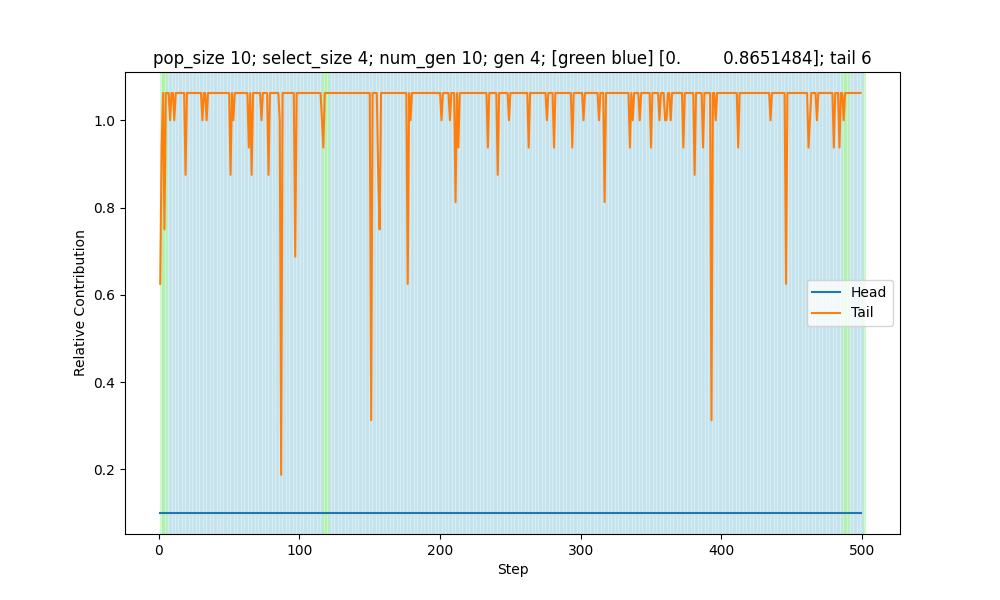 pop_size 10; select_size 4; num_gen 10; gen 4; [green blue] [0.        0.8651484]; tail 6
Relative Contribution
1.0
0.8
0.6
0.4
0.2
Head
Tail
0 100 200 300 400 500
Step